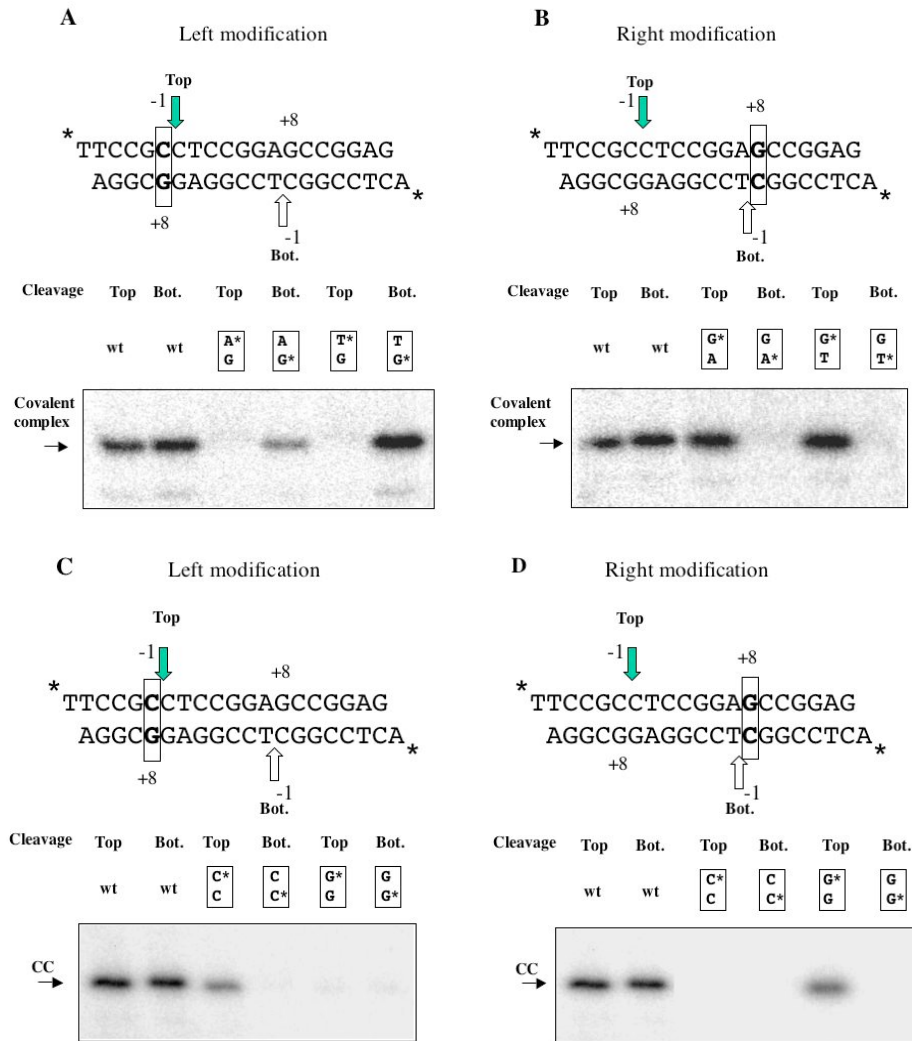 A
Left modification
Top
-1
+8
* TTCCGCCTCCGGAGCCGGAG
AGGCGGAGGCCTCGGCCTCA *
+8
-1
Bot.
Cleavage Top Bot. Top Bot. Top Bot.
wt wt A* A T* T
G G* G G*
Covalent
complex
B
Right modification
Top
-1
+8
* TTCCGCCTCCGGAGCCGGAG
AGGCGGAGGCCTCGGCCTCA *
+8
-1
Bot.
Cleavage Top Bot. Top Bot. Top Bot.
wt wt G* G G* G
A A* T T*
Covalent
complex
C
Left modification
Top
-1
+8
* TTCCGCCTCCGGAGCCGGAG
AGGCGGAGGCCTCGGCCTCA *
+8
-1
Bot.
Cleavage Top Bot. Top Bot. Top Bot.
wt wt C* C G* G
C C* G G*
CC
D
Right modification
Top
-1
+8
* TTCCGCCTCCGGAGCCGGAG
AGGCGGAGGCCTCGGCCTCA *
+8
-1
Bot.
Cleavage Top Bot. Top Bot. Top Bot.
wt wt C* C G* G
C C* G G*
CC